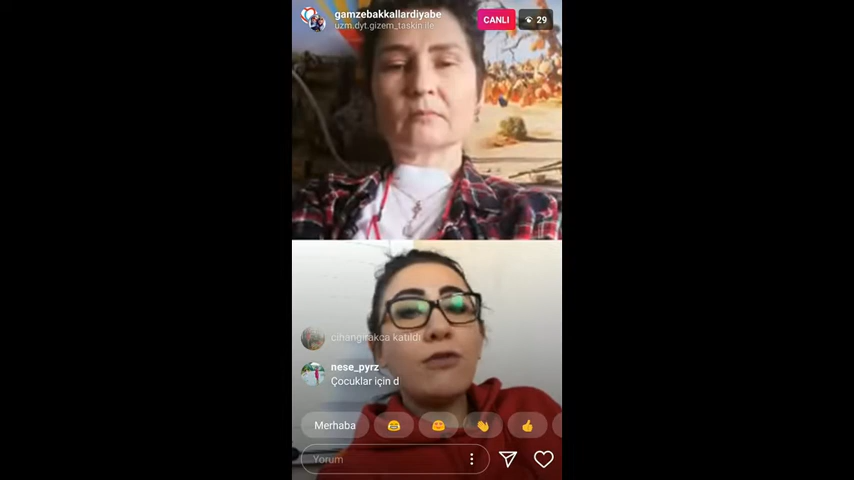 gamzebakkallardiyabe
uzm.dyt.gizem_taskin ile
CANLI
29
cihangirakca katıldı
nese_pyrz
Çocuklar için d
Merhaba
Yorum